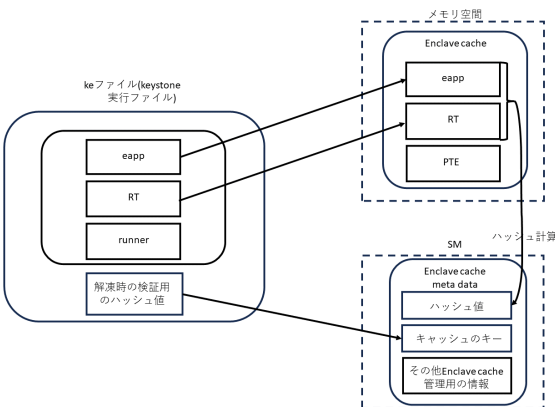 メモリ空間
Enclave cache
eapp
RT
PTE
keファイル(keystone
実行ファイル)
eapp
RT
runner
解凍時の検証用
のハッシュ値
ハッシュ計算
SM
Enclave cache
meta data
ハッシュ値
キャッシュのキー
その他Enclave cache
管理用の情報